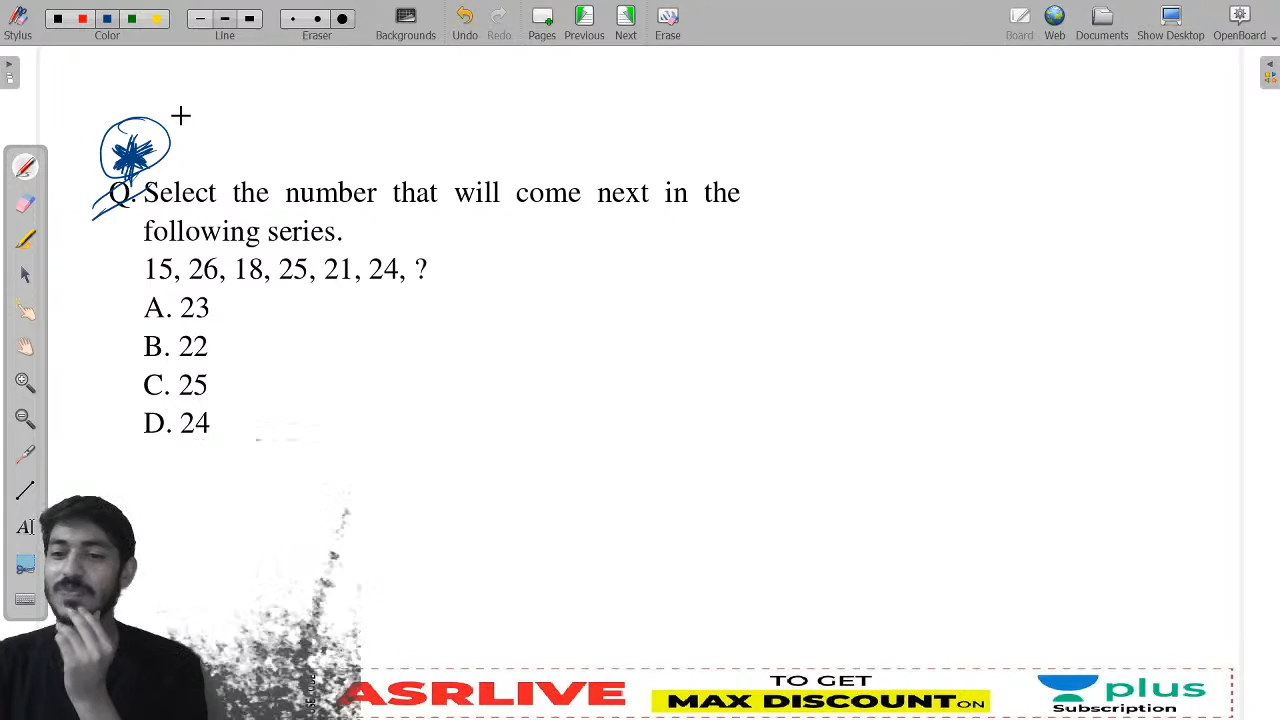 Stylus Color Line Eraser Backgrounds Undo Redo Pages Previous Next Erase Board Web Documents Show Desktop OpenBoard
Q. Select the number that will come next in the
following series.
15, 26, 18, 25, 21, 24, ?
A. 23
B. 22
C. 25
D. 24
AI
ASRLIVE
TO GET
MAX DISCOUNT ON
plus
Subscription